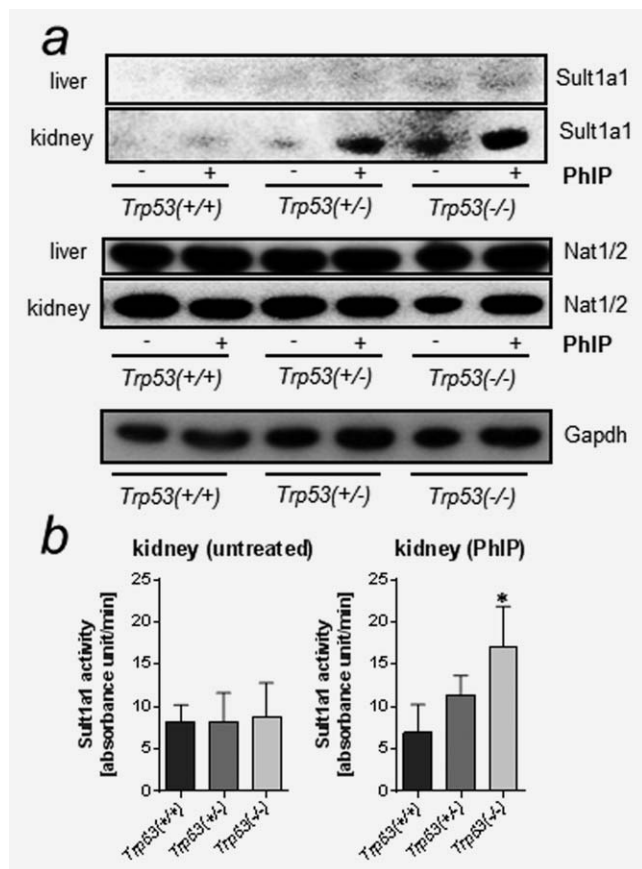 a
liver Sult1a1
kidney Sult1a1
- + - + - + PhIP
Trp53(+/+) Trp53(+/-) Trp53(-/-)
liver Nat1/2
kidney Nat1/2
- + - + - + PhIP
Trp53(+/+) Trp53(+/-) Trp53(-/-)
Gapdh
Trp53(+/+) Trp53(+/-) Trp53(-/-)
b
kidney (untreated)
Sult1a1 activity
[absorbance unit/min]
25
20
15
10
5
0
Trp53(+/+) Trp53(+/-) Trp53(-/-)
kidney (PhIP)
Sult1a1 activity
[absorbance unit/min]
25
20
15
10
5
0
*
Trp53(+/+) Trp53(+/-) Trp53(-/-)